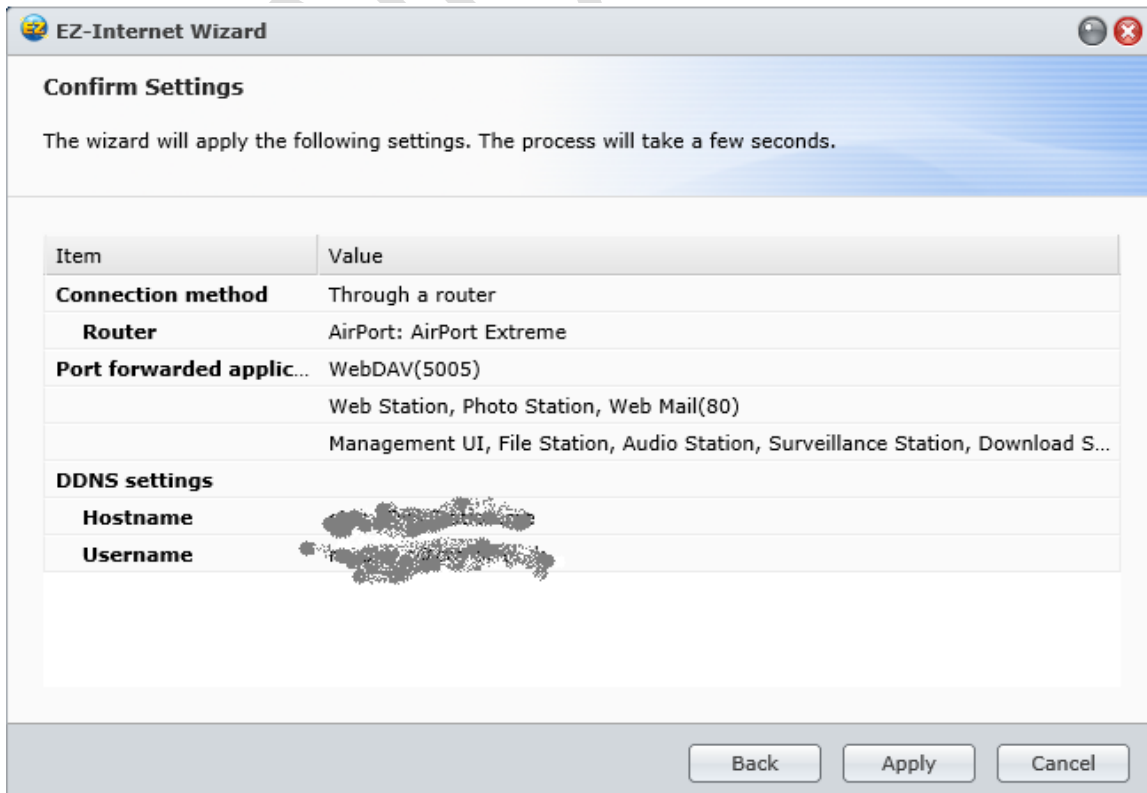 EZ EZ-Internet Wizard
Confirm Settings
The wizard will apply the following settings. The process will take a few seconds.
Item Value
Connection method Through a router
Router AirPort: AirPort Extreme
Port forwarded applic... WebDAV(5005)
Web Station, Photo Station, Web Mail(80)
Management UI, File Station, Audio Station, Surveillance Station, Download S...
DDNS settings
Hostname
Username
Back Apply Cancel